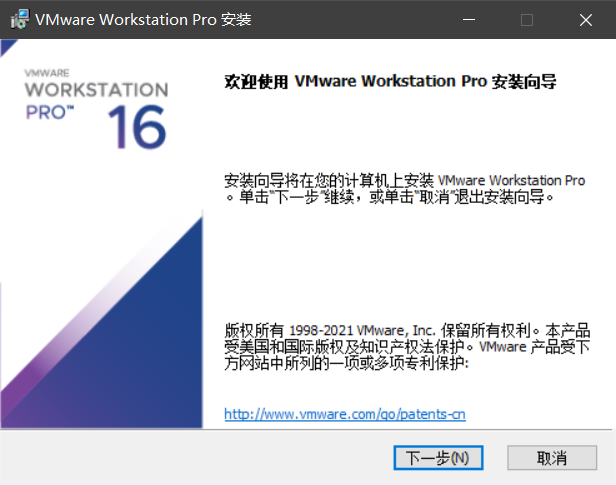 VMware Workstation Pro 安装
VMWARE
WORKSTATION
PRO™
16
欢迎使用 VMware Workstation Pro 安装向导
安装向导将在您的计算机上安装 VMware Workstation Pro
。单击“下一步”继续，或单击“取消”退出安装向导。
版权所有 1998-2021 VMware, Inc. 保留所有权利。本产品
受美国和国际版权及知识产权法保护。VMware 产品受下
方网站中所列的一项或多项专利保护:
http://www.vmware.com/go/patents-cn
下一步(N)
取消